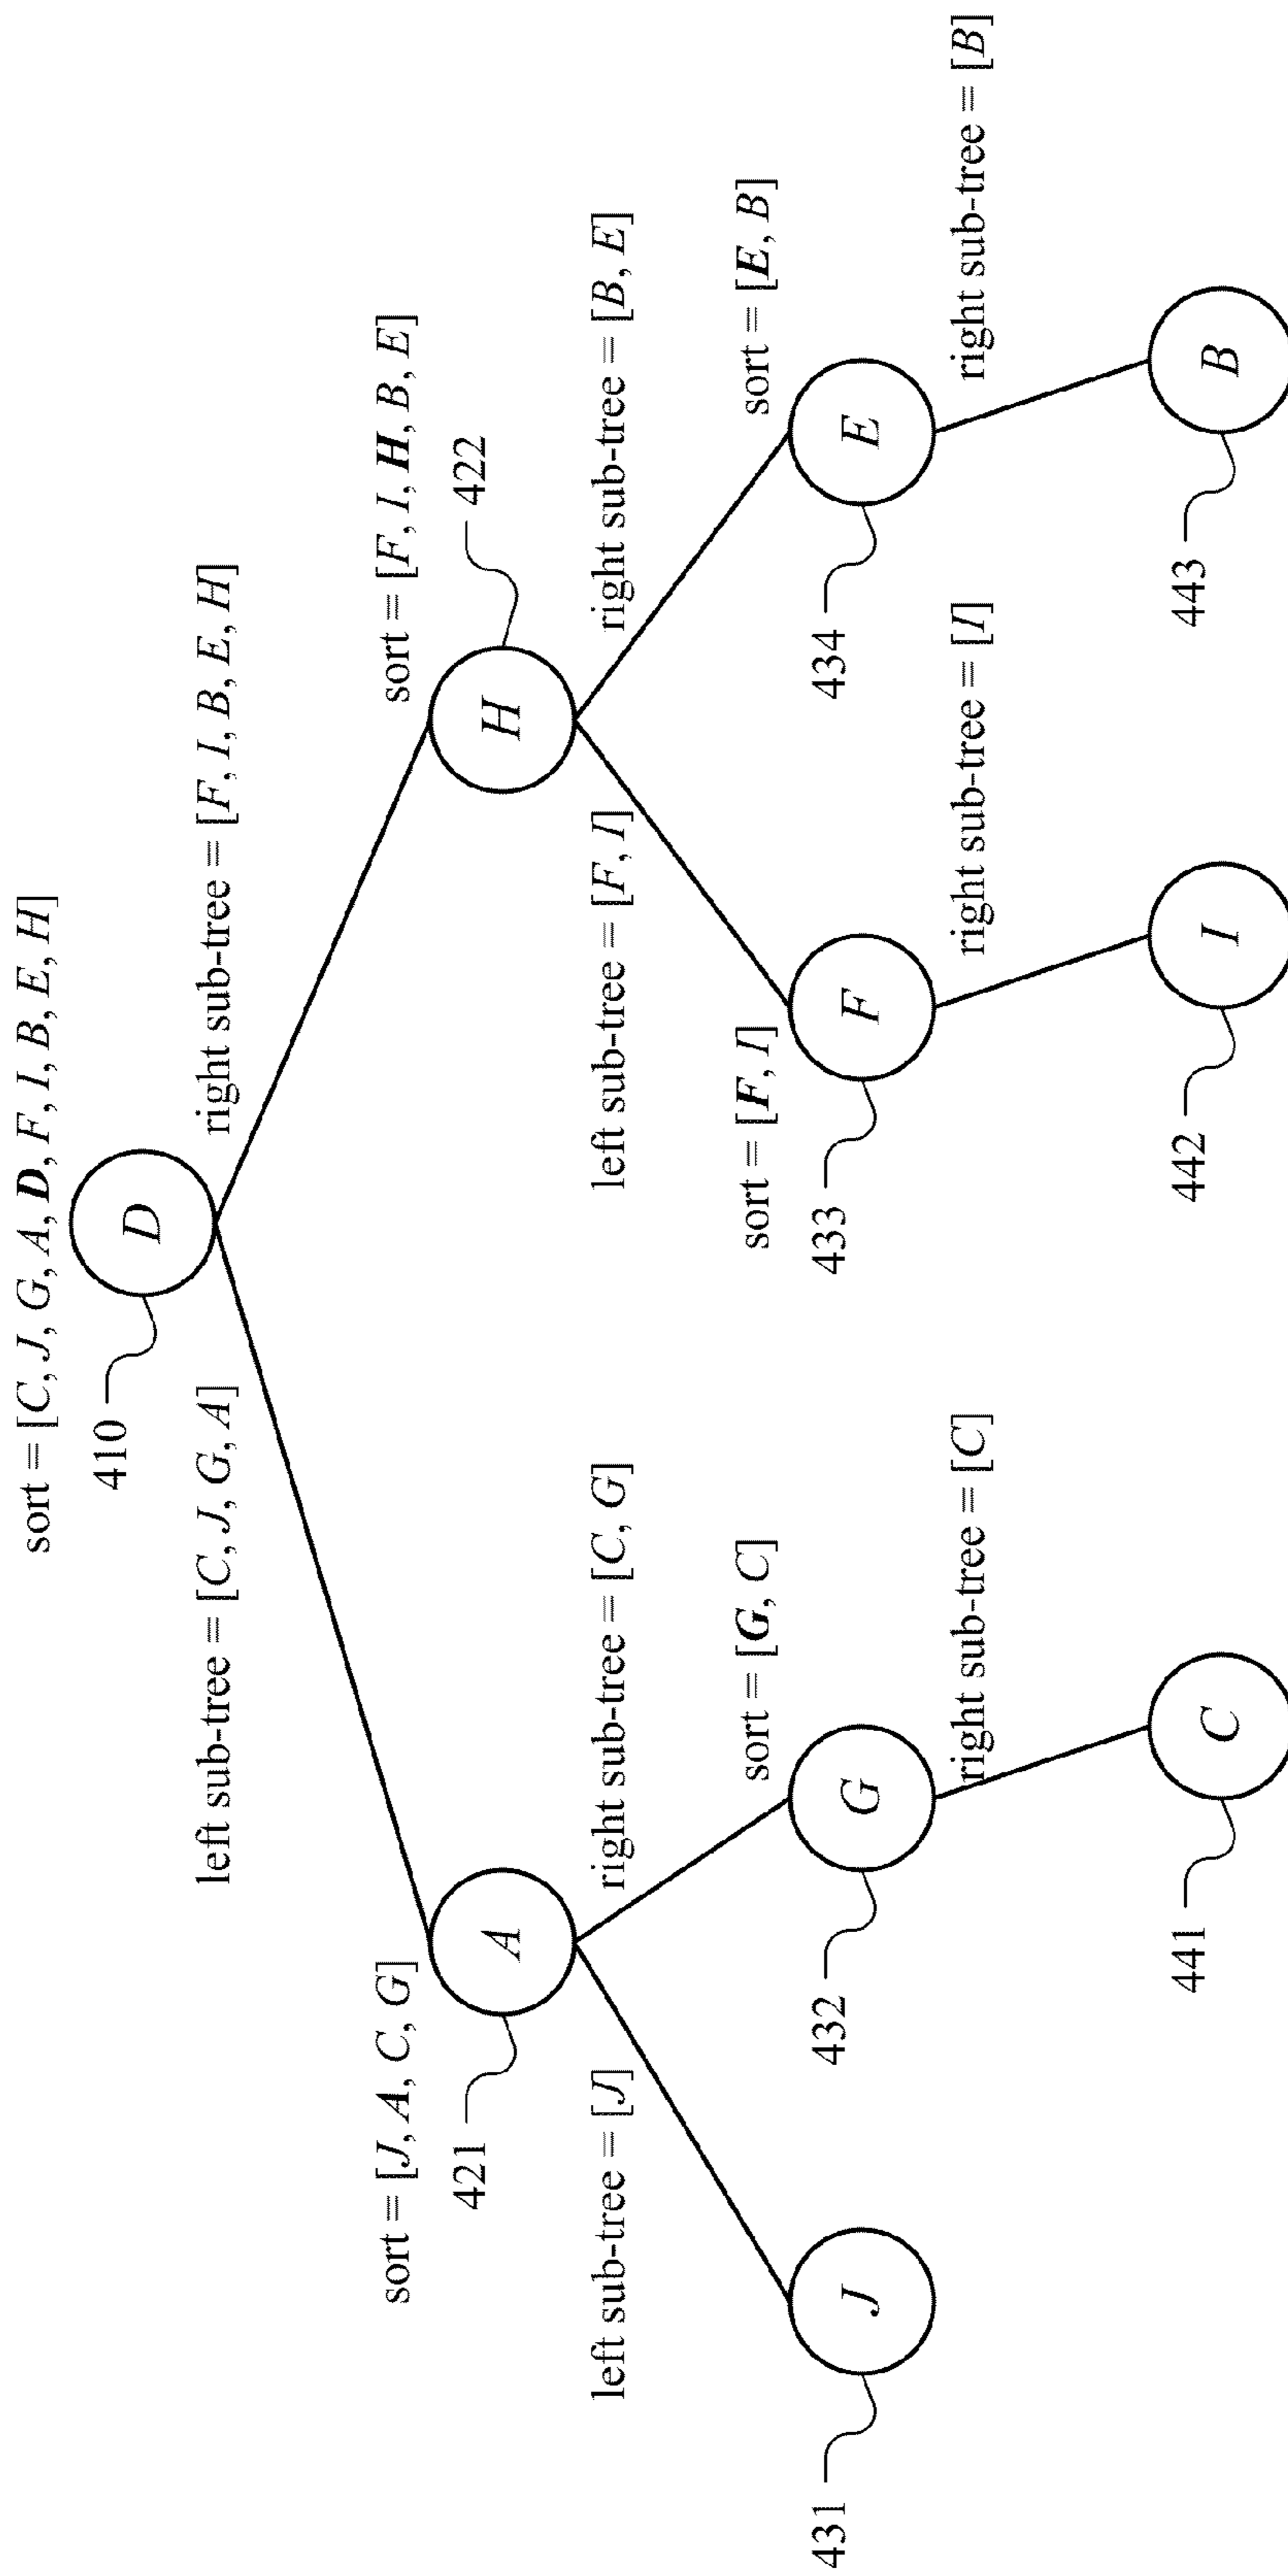 sort = [C, J, G, A, D, F, I, B, E, H]
410
D
left sub-tree = [C, J, G, A]
right sub-tree = [F, I, B, E, H]
sort = [J, A, C, G]
421
A
sort = [F, I, H, B, E]
422
H
left sub-tree = [J]
right sub-tree = [C, G]
left sub-tree = [F, I]
right sub-tree = [B, E]
431
J
sort = [G, C]
432
G
sort = [F, I]
433
F
sort = [E, B]
434
E
right sub-tree = [C]
right sub-tree = [I]
right sub-tree = [B]
441
C
442
I
443
B